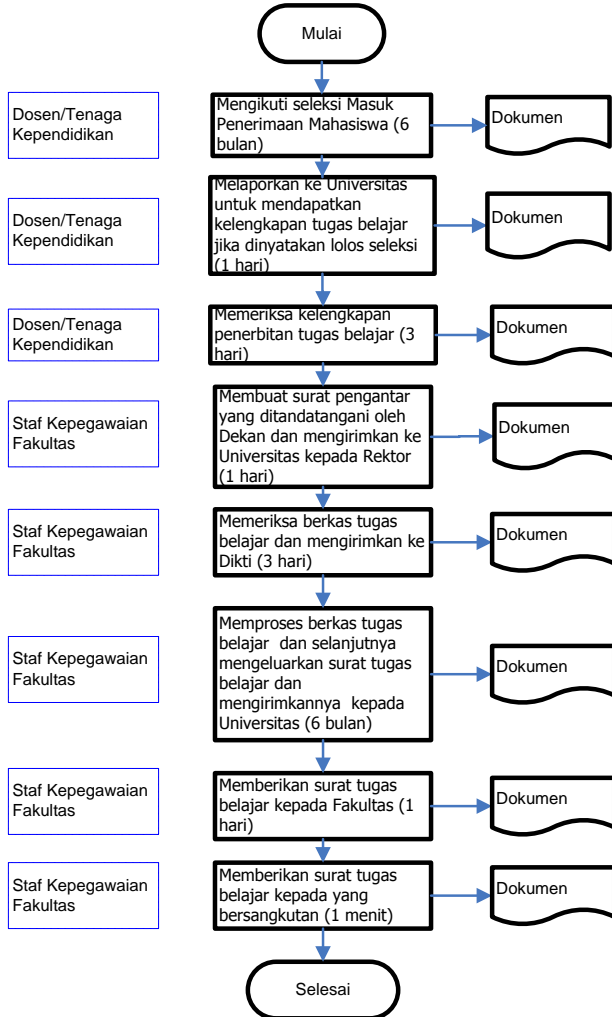 Mulai
Dosen/Tenaga
Kependidikan
Mengikuti seleksi Masuk
Penerimaan Mahasiswa (6
bulan)
Dokumen
Dosen/Tenaga
Kependidikan
Melaporkan ke Universitas
untuk mendapatkan
kelengkapan tugas belajar
jika dinyatakan lolos seleksi
(1 hari)
Dokumen
Dosen/Tenaga
Kependidikan
Memeriksa kelengkapan
penerbitan tugas belajar (3
hari)
Dokumen
Staf Kepegawaian
Fakultas
Membuat surat pengantar
yang ditandatangani oleh
Dekan dan mengirimkan ke
Universitas kepada Rektor
(1 hari)
Dokumen
Staf Kepegawaian
Fakultas
Memeriksa berkas tugas
belajar dan mengirimkan ke
Dikti (3 hari)
Dokumen
Staf Kepegawaian
Fakultas
Memproses berkas tugas
belajar dan selanjutnya
mengeluarkan surat tugas
belajar dan
mengirimkannya kepada
Universitas (6 bulan)
Dokumen
Staf Kepegawaian
Fakultas
Memberikan surat tugas
belajar kepada Fakultas (1
hari)
Dokumen
Staf Kepegawaian
Fakultas
Memberikan surat tugas
belajar kepada yang
bersangkutan (1 menit)
Dokumen
Selesai